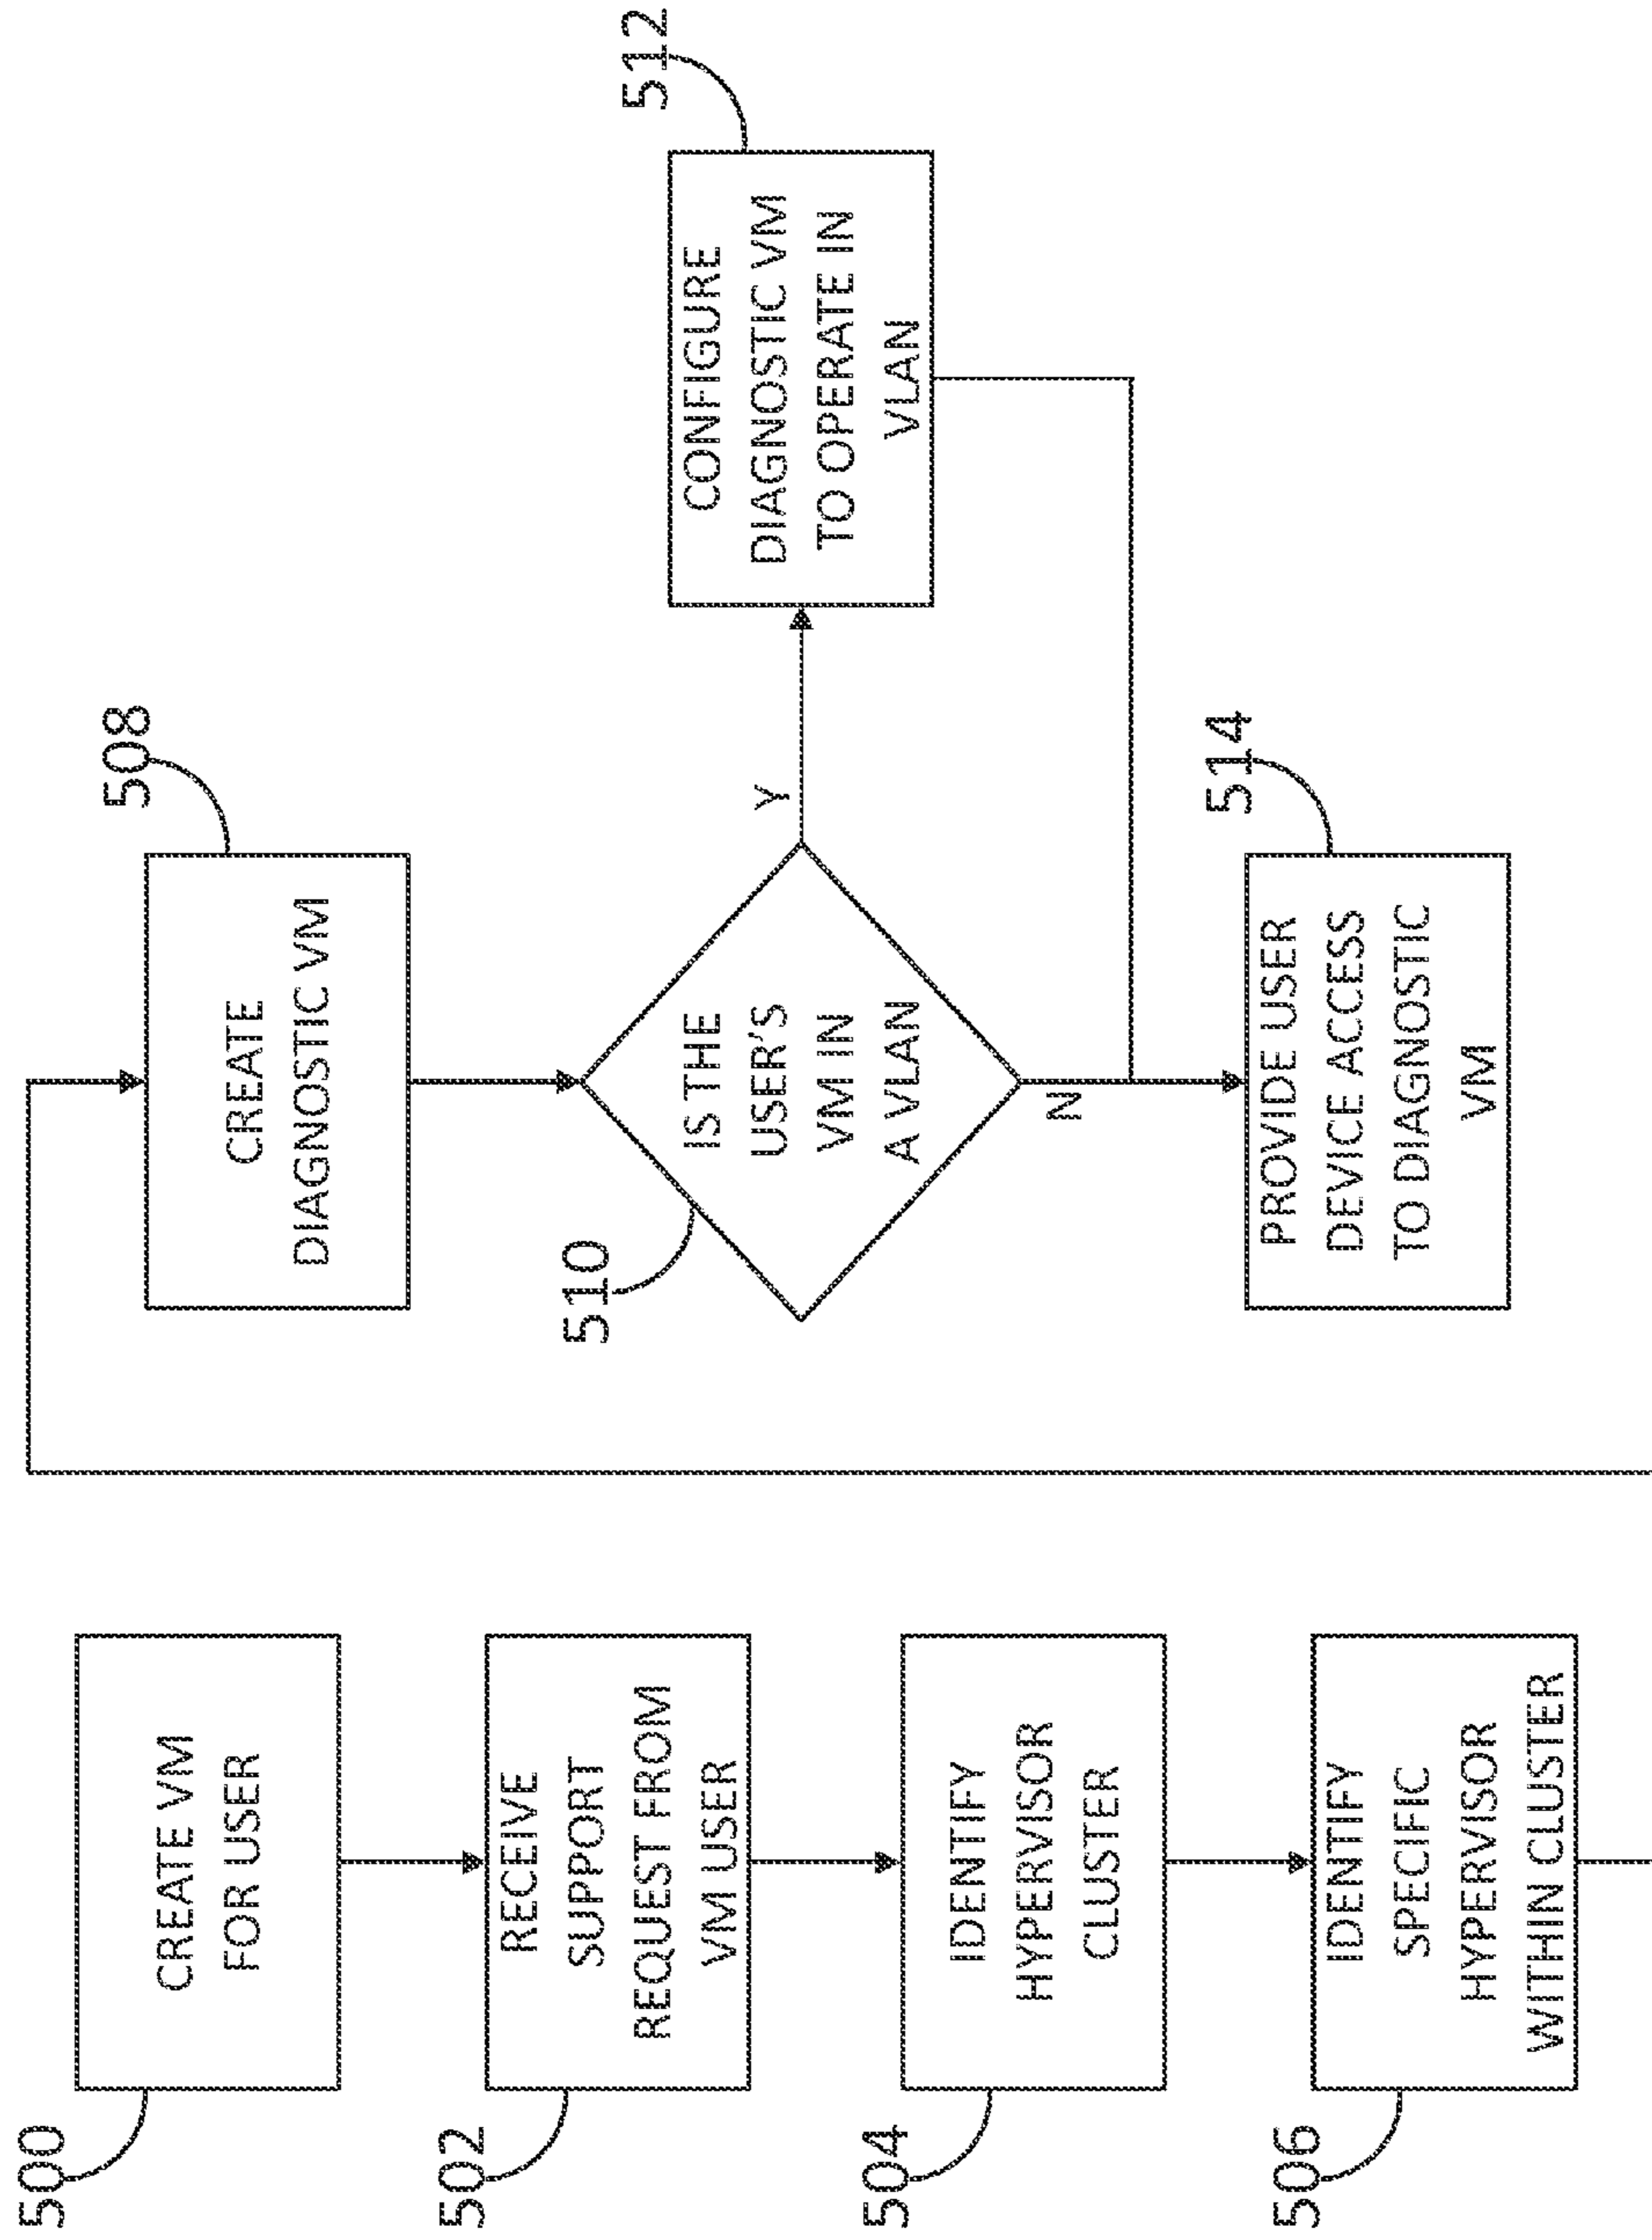 500
CREATE VM
FOR USER
502
RECEIVE
SUPPORT
REQUEST FROM
VM USER
504
IDENTIFY
HYPERVISOR
CLUSTER
506
IDENTIFY
SPECIFIC
HYPERVISOR
WITHIN CLUSTER
508
CREATE
DIAGNOSTIC VM
510
IS THE
USER'S
VM IN
A VLAN
Y
N
512
CONFIGURE
DIAGNOSTIC VM
TO OPERATE IN
VLAN
514
PROVIDE USER
DEVICE ACCESS
TO DIAGNOSTIC
VM